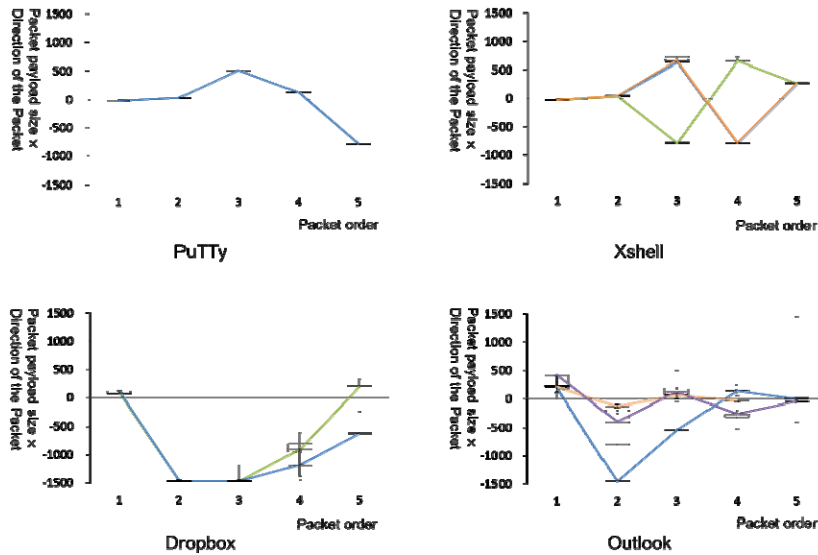 Packet payload size x
Direction of the Packet
1500
1000
500
0
-500
-1000
-1500
1 2 3 4 5
Packet order
PuTTy
Packet payload size x
Direction of the Packet
1500
1000
500
0
-500
-1000
-1500
1 2 3 4 5
Packet order
Xshell
Packet payload size x
Direction of the Packet
1500
1000
500
0
-500
-1000
-1500
1 2 3 4 5
Packet order
Dropbox
Packet payload size x
Direction of the Packet
1500
1000
500
0
-500
-1000
-1500
1 2 3 4 5
Packet order
Outlook